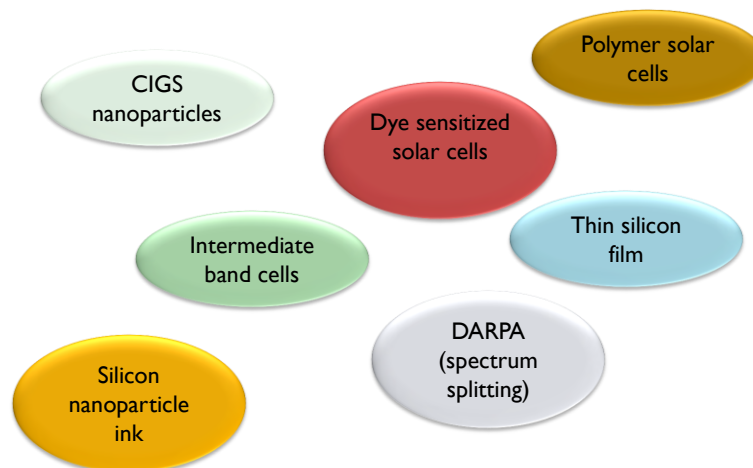 Polymer solar
cells
CIGS
nanoparticles
Dye sensitized
solar cells
Thin silicon
film
Intermediate
band cells
DARPA
(spectrum
splitting)
Silicon
nanoparticle
ink